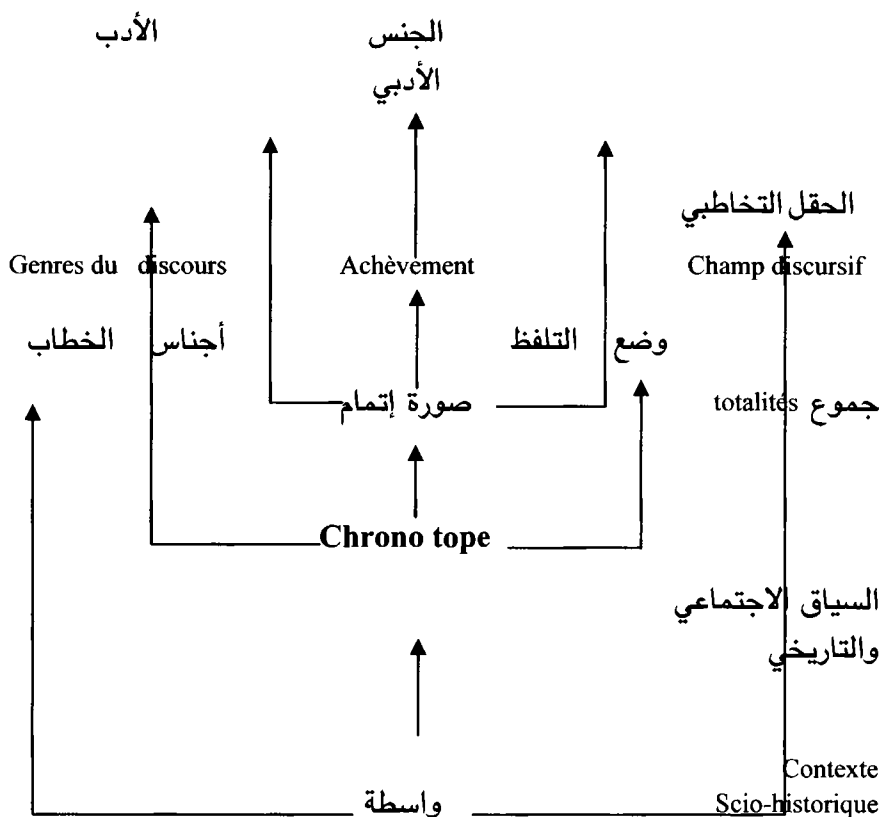 الجنس الأدب
الأدبي
الحقل التخاطبي
Genres du discours Achèvement Champ discursif
وضع التلفظ أجناس الخطاب
جموع totalités صورة إتمام
Chrono tope
السياق الاجتماعي
والتاريخي
Contexte
واسطة Scio-historique